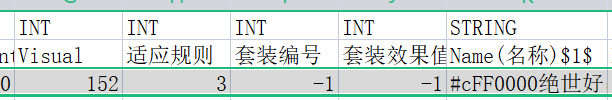 INT INT INT INT STRING
Visual 适应规则 套装编号 套装效果值 Name(名称)$1$
0 152 3 -1 -1 #cFF0000绝世好